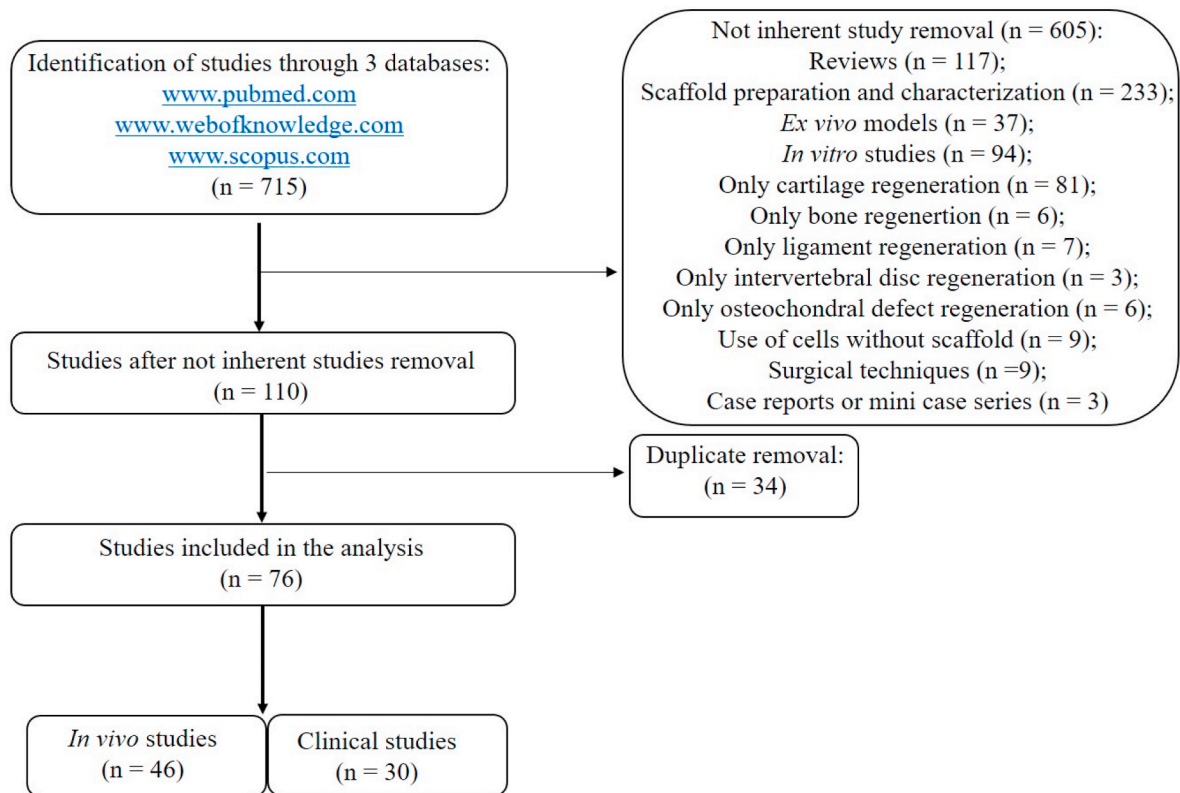 Identification of studies through 3 databases:
www.pubmed.com
www.webofknowledge.com
www.scopus.com
(n = 715)
Not inherent study removal (n = 605):
Reviews (n = 117);
Scaffold preparation and characterization (n = 233);
Ex vivo models (n = 37);
In vitro studies (n = 94);
Only cartilage regeneration (n = 81);
Only bone regenertion (n = 6);
Only ligament regeneration (n = 7);
Only intervertebral disc regeneration (n = 3);
Only osteochondral defect regeneration (n = 6);
Use of cells without scaffold (n = 9);
Surgical techniques (n =9);
Case reports or mini case series (n = 3)
Studies after not inherent studies removal
(n = 110)
Duplicate removal:
(n = 34)
Studies included in the analysis
(n = 76)
In vivo studies
(n = 46)
Clinical studies
(n = 30)